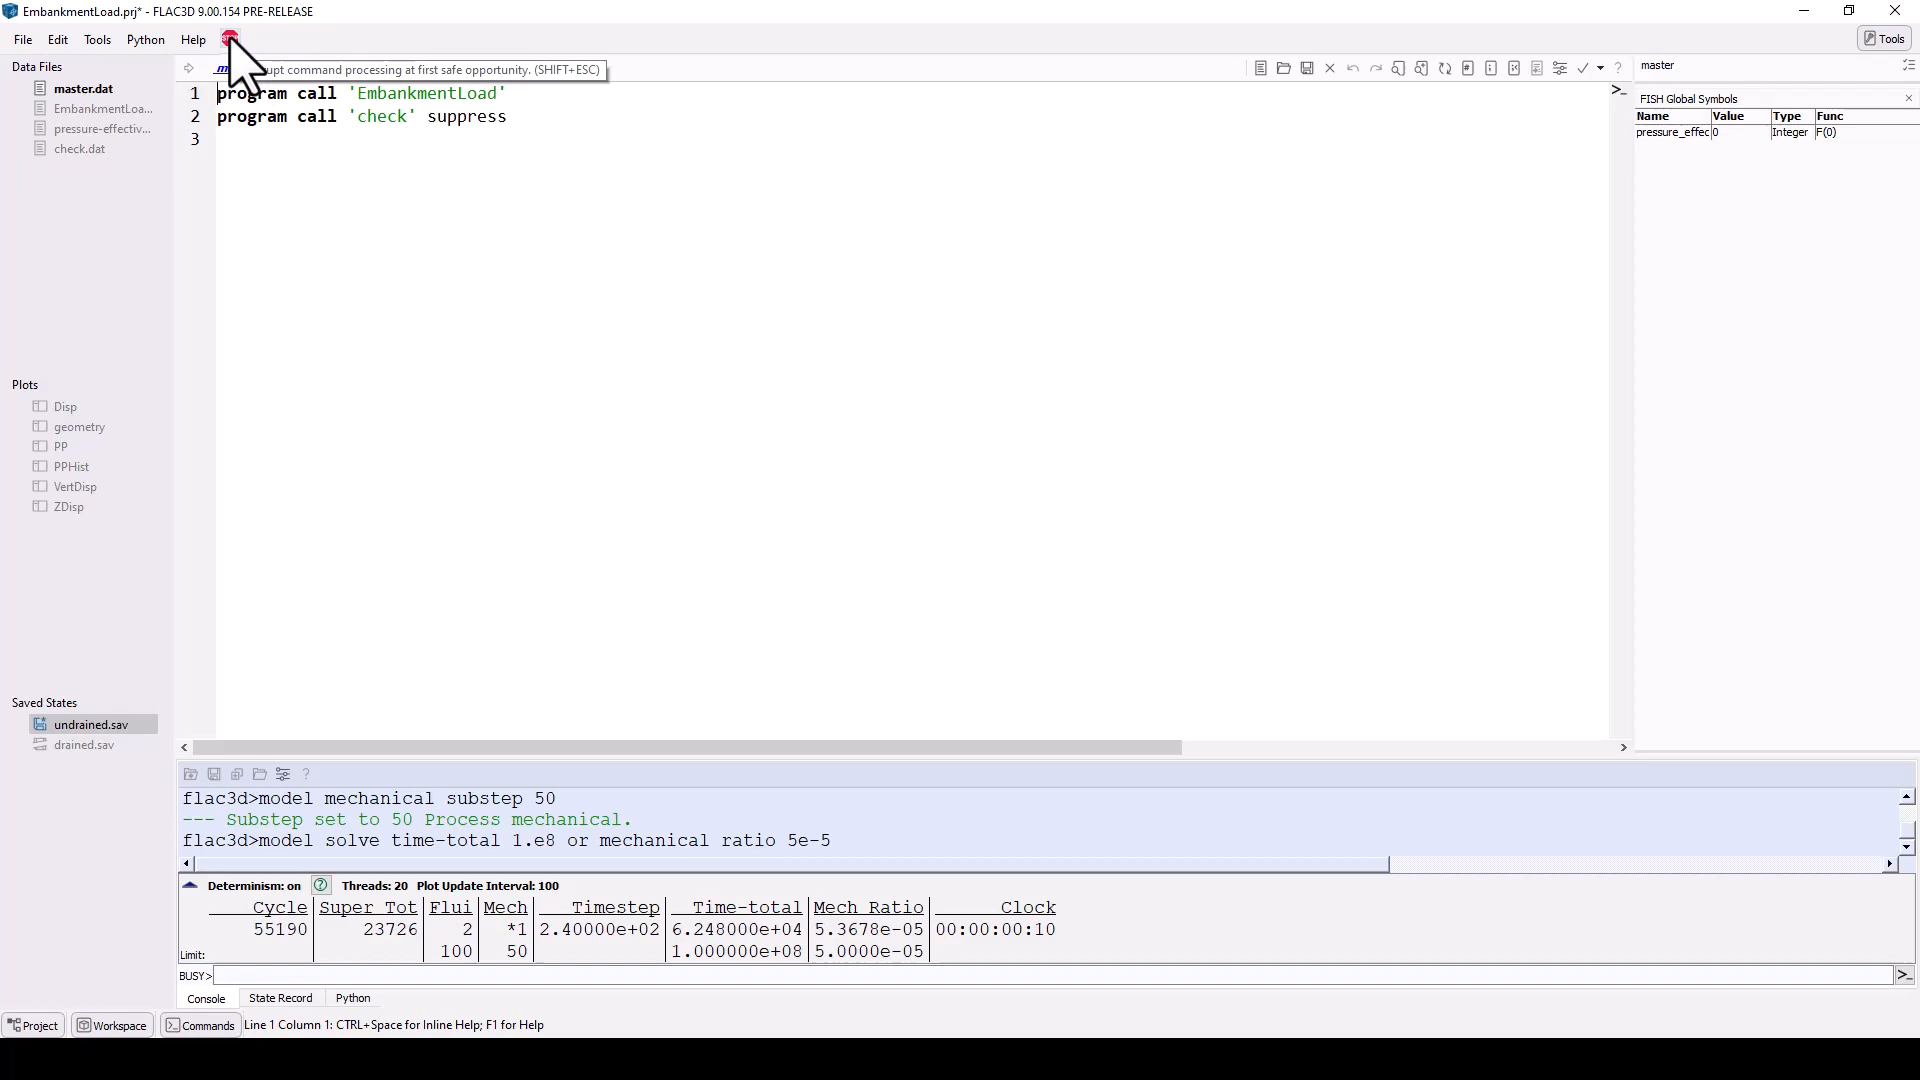 EmbankmentLoad.prj* - FLAC3D 9.00.154 PRE-RELEASE
File Edit Tools Python Help
Tools
Data Files
master.dat
EmbankmentLoa...
pressure-effectiv...
check.dat
upt command processing at first safe opportunity. (SHIFT+ESC)
1 program call 'EmbankmentLoad'
2 program call 'check' suppress
3
master
FISH Global Symbols
Name Value Type Func
pressure_effec 0 Integer F(0)
Plots
Disp
geometry
PP
PPHist
VertDisp
ZDisp
Saved States
undrained.sav
drained.sav
flac3d>model mechanical substep 50
--- Substep set to 50 Process mechanical.
flac3d>model solve time-total 1.e8 or mechanical ratio 5e-5
Determinism: on Threads: 20 Plot Update Interval: 100
Cycle Super Tot Flui Mech Timestep Time-total Mech Ratio Clock
55190 23726 2 *1 2.40000e+02 6.248000e+04 5.3678e-05 00:00:00:10
Limit: 100 50 1.000000e+08 5.0000e-05
BUSY>
Console State Record Python
Project Workspace Commands Line 1 Column 1: CTRL+Space for Inline Help; F1 for Help